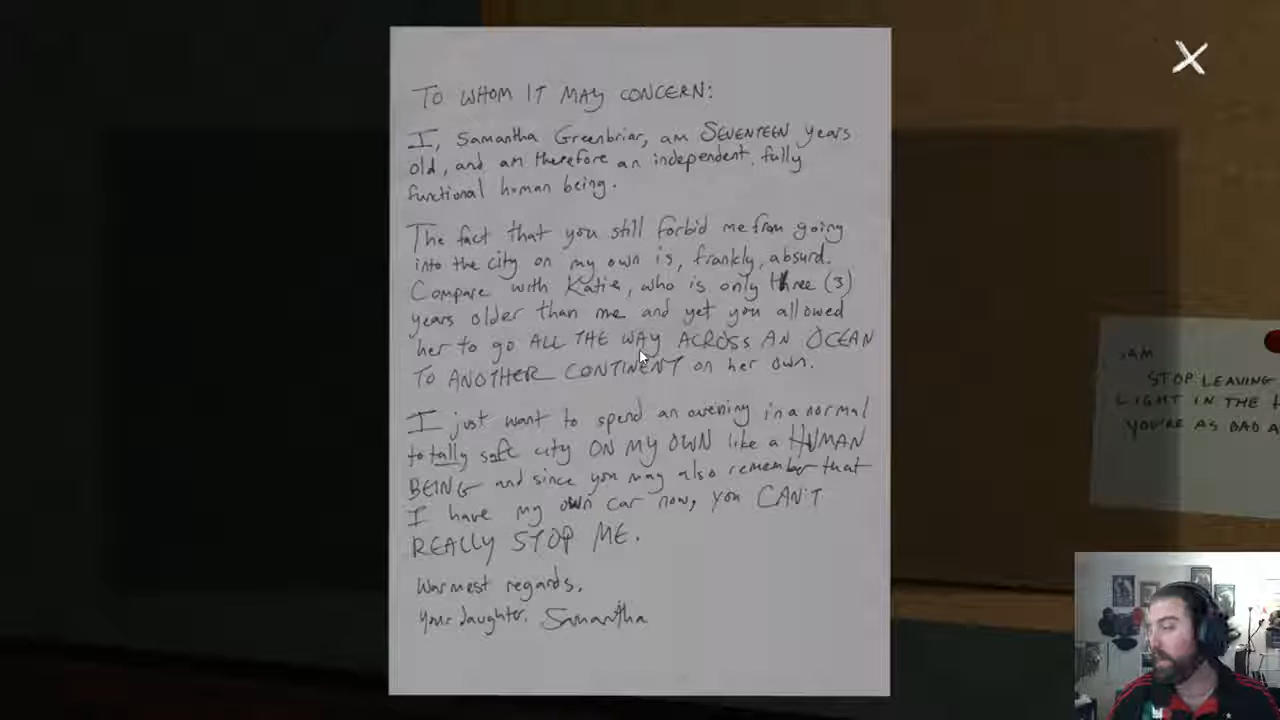 TO WHOM IT MAY CONCERN:
I, Samantha Greenbriar, am SEVENTEEN years
old, and am therefore an independent, fully
functional human being.
The fact that you still forbid me from going
into the city on my own is, frankly, absurd.
Compare with Katie, who is only three (3)
years older than me and yet you allowed
her to go ALL THE WAY ACROSS AN OCEAN
TO ANOTHER CONTINENT on her own.
I just want to spend an evening in a normal
totally safe city ON MY OWN like a HUMAN
BEING and since you may also remember that
I have my own car now, you CAN'T
REALLY STOP ME.
Warmest regards,
Your daughter, Samantha
SAM
STOP LEAVING
LIGHT IN THE H
YOU'RE AS BAD A